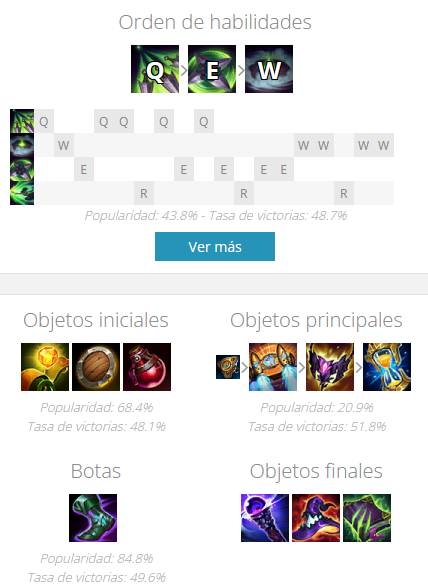 Orden de habilidades
Q E W
Q Q Q Q Q
W W W W W
E E E E E
R R R
Popularidad: 43.8% - Tasa de victorias: 48.7%
Ver más
Objetos iniciales
Popularidad: 68.4%
Tasa de victorias: 48.1%
Objetos principales
Popularidad: 20.9%
Tasa de victorias: 51.8%
Botas
Popularidad: 84.8%
Tasa de victorias: 49.6%
Objetos finales